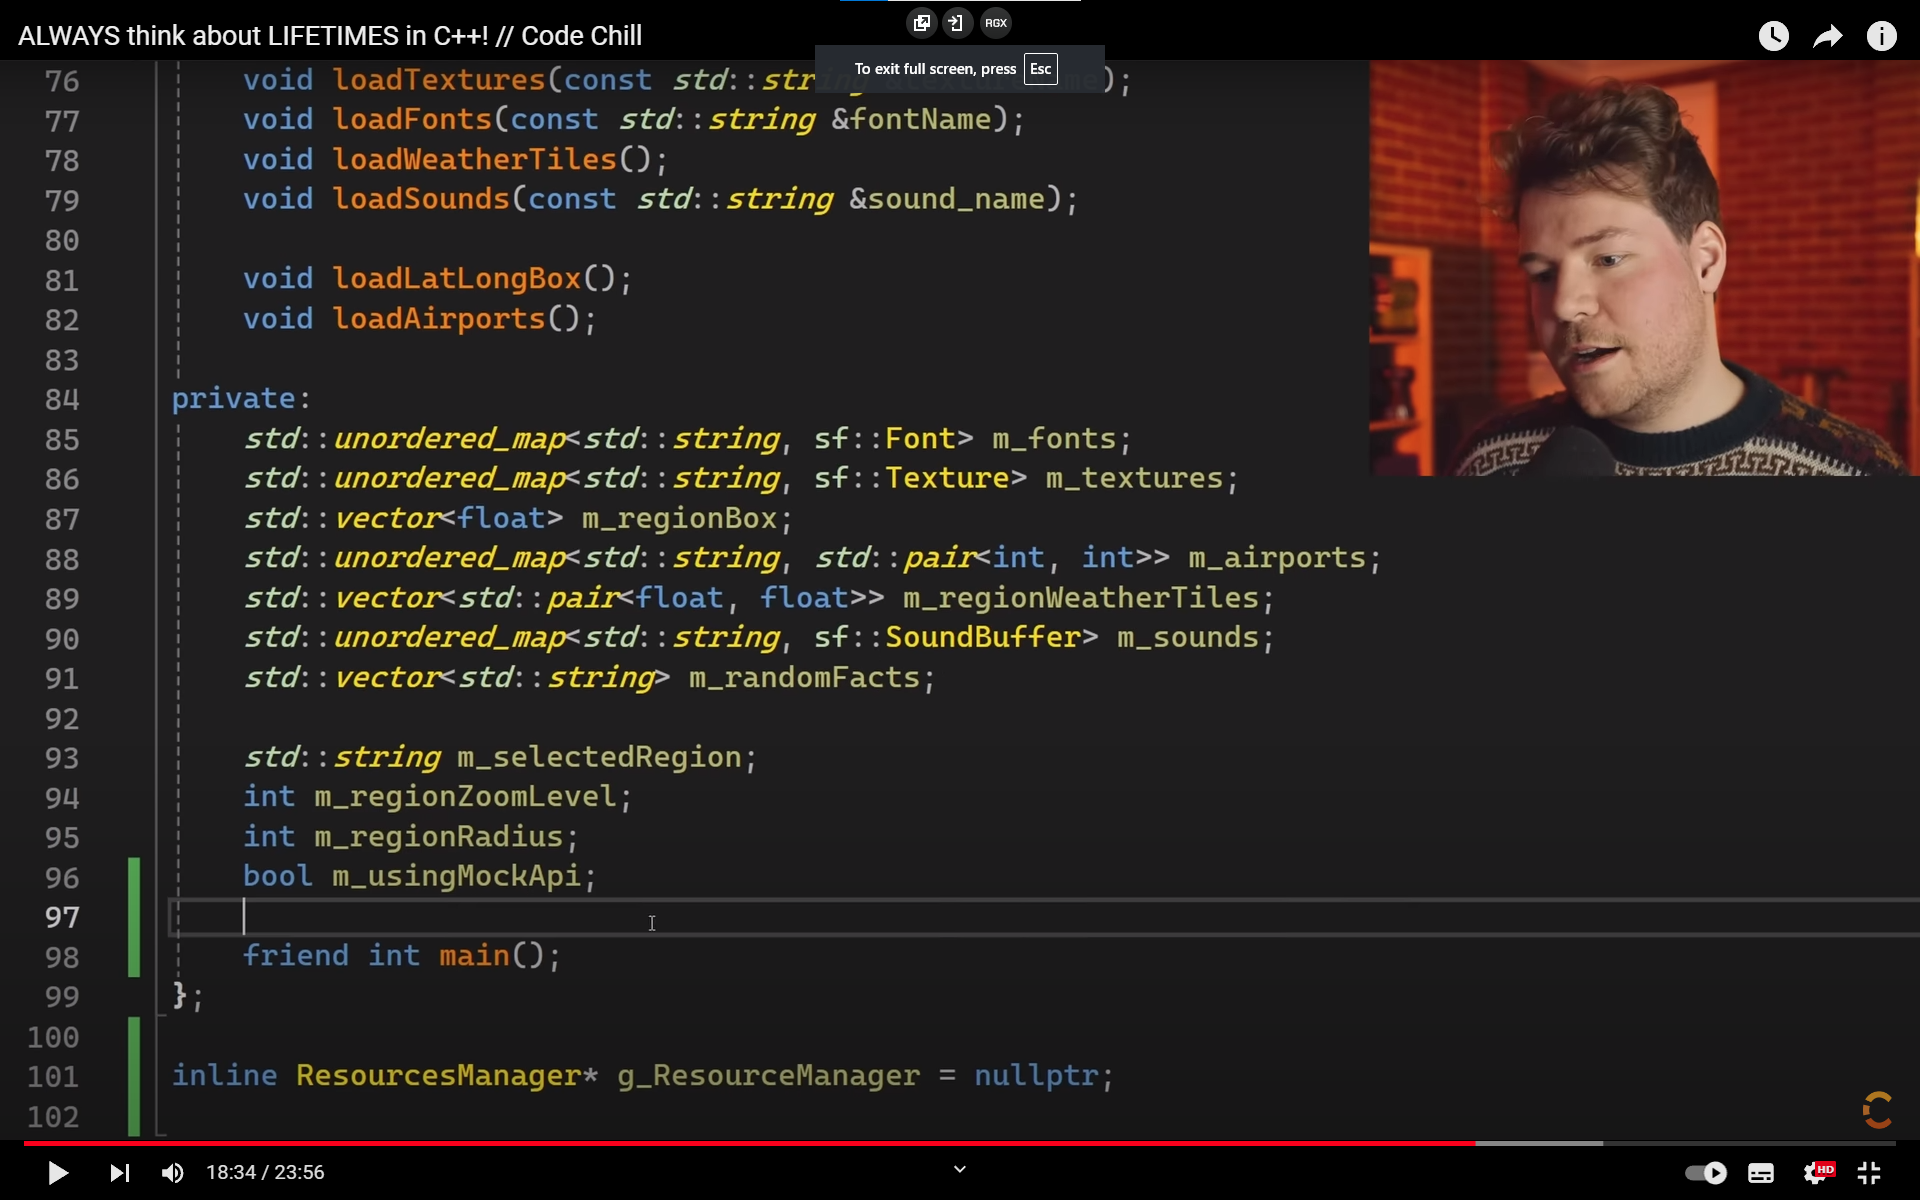 ALWAYS think about LIFETIMES in C++! // Code Chill
RGX
To exit full screen, press Esc
76 void loadTextures(const std::string
77 void loadFonts(const std::string &fontName);
78 void loadWeatherTiles();
79 void loadSounds(const std::string &sound_name);
80
81 void loadLatLongBox();
82 void loadAirports();
83
84 private:
85 std::unordered_map<std::string, sf::Font> m_fonts;
86 std::unordered_map<std::string, sf::Texture> m_textures;
87 std::vector<float> m_regionBox;
88 std::unordered_map<std::string, std::pair<int, int>> m_airports;
89 std::vector<std::pair<float, float>> m_regionWeatherTiles;
90 std::unordered_map<std::string, sf::SoundBuffer> m_sounds;
91 std::vector<std::string> m_randomFacts;
92
93 std::string m_selectedRegion;
94 int m_regionZoomLevel;
95 int m_regionRadius;
96 bool m_usingMockApi;
97
98 friend int main();
99 };
100
101 inline ResourcesManager* g_ResourceManager = nullptr;
102
18:34 / 23:56
HD